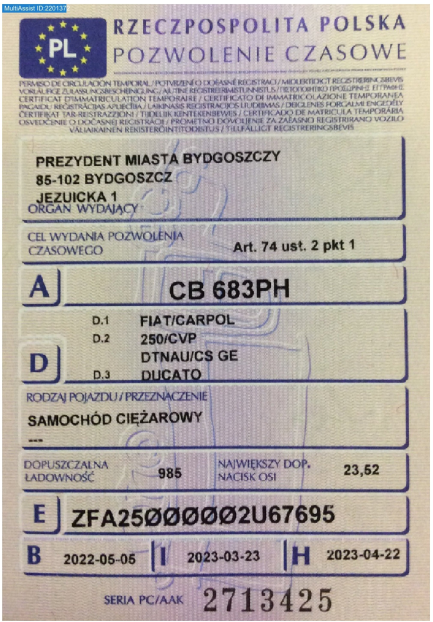 MultiAssist ID:220137
PL
RZECZPOSPOLITA POLSKA
POZWOLENIE CZASOWE
PREZYDENT MIASTA BYDGOSZCZY
85-102 BYDGOSZCZ
JEZUICKA 1
ORGAN WYDAJĄCY
CEL WYDANIA POZWOLENIA
CZASOWEGO
Art. 74 ust. 2 pkt 1
A CB 683PH
D.1 FIAT/CARPOL
D.2 250/CVP
DTNAU/CS GE
D
D.3 DUCATO
RODZAJ POJAZDU / PRZEZNACZENIE
SAMOCHÓD CIĘŻAROWY
---
DOPUSZCZALNA ŁADOWNOŚĆ 985 NAJWIĘKSZY DOP. NACISK OSI 23,52
E ZFA25ØØØØØ2U67695
B 2022-05-05 I 2023-03-23 H 2023-04-22
SERIA PC/AAK 2713425